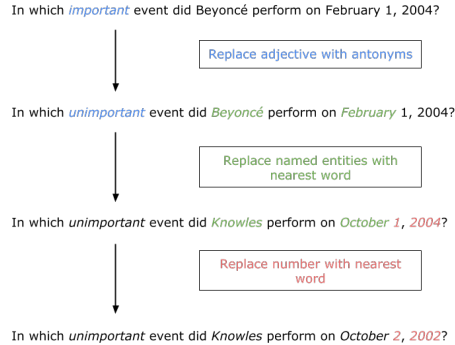 In which important event did Beyoncé perform on February 1, 2004?
Replace adjective with antonyms
In which unimportant event did Beyoncé perform on February 1, 2004?
Replace named entities with
nearest word
In which unimportant event did Knowles perform on October 1, 2004?
Replace number with nearest
word
In which unimportant event did Knowles perform on October 2, 2002?